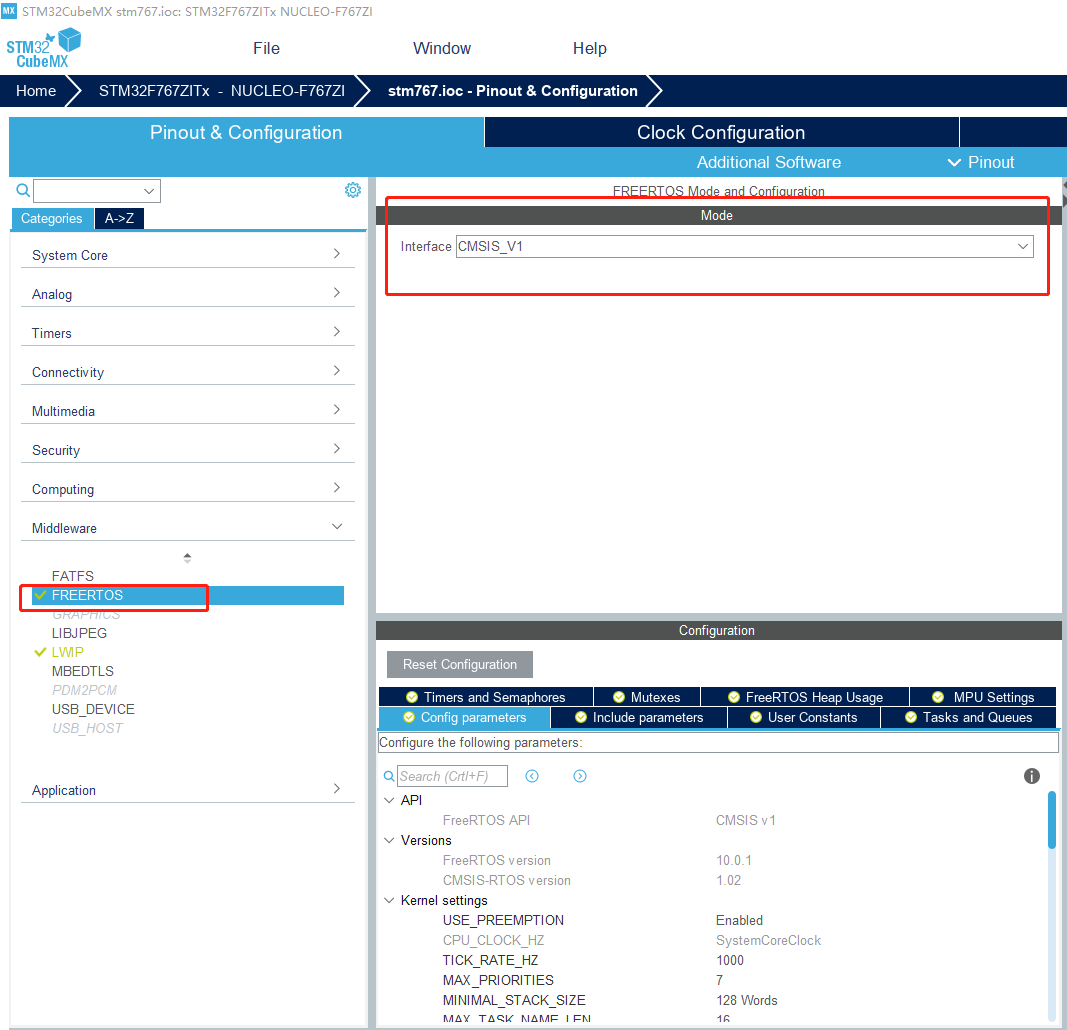 MX STM32CubeMX stm767.ioc: STM32F767ZITx NUCLEO-F767ZI
STM32
CubeMX
File Window Help
Home STM32F767ZITx - NUCLEO-F767ZI stm767.ioc - Pinout & Configuration
Pinout & Configuration Clock Configuration
Additional Software Pinout
FREERTOS Mode and Configuration
Categories A->Z
Mode
Interface CMSIS_V1
System Core
Analog
Timers
Connectivity
Multimedia
Security
Computing
Middleware
FATFS
FREERTOS
GRAPHICS
LIBJPEG
LWIP
MBEDTLS
PDM2PCM
USB_DEVICE
USB_HOST
Application
Configuration
Reset Configuration
Timers and Semaphores Mutexes FreeRTOS Heap Usage MPU Settings
Config parameters Include parameters User Constants Tasks and Queues
Configure the following parameters:
Search (Crtl+F)
API
FreeRTOS API CMSIS v1
Versions
FreeRTOS version 10.0.1
CMSIS-RTOS version 1.02
Kernel settings
USE_PREEMPTION Enabled
CPU_CLOCK_HZ SystemCoreClock
TICK_RATE_HZ 1000
MAX_PRIORITIES 7
MINIMAL_STACK_SIZE 128 Words
MAX_TASK_NAME_LEN 16